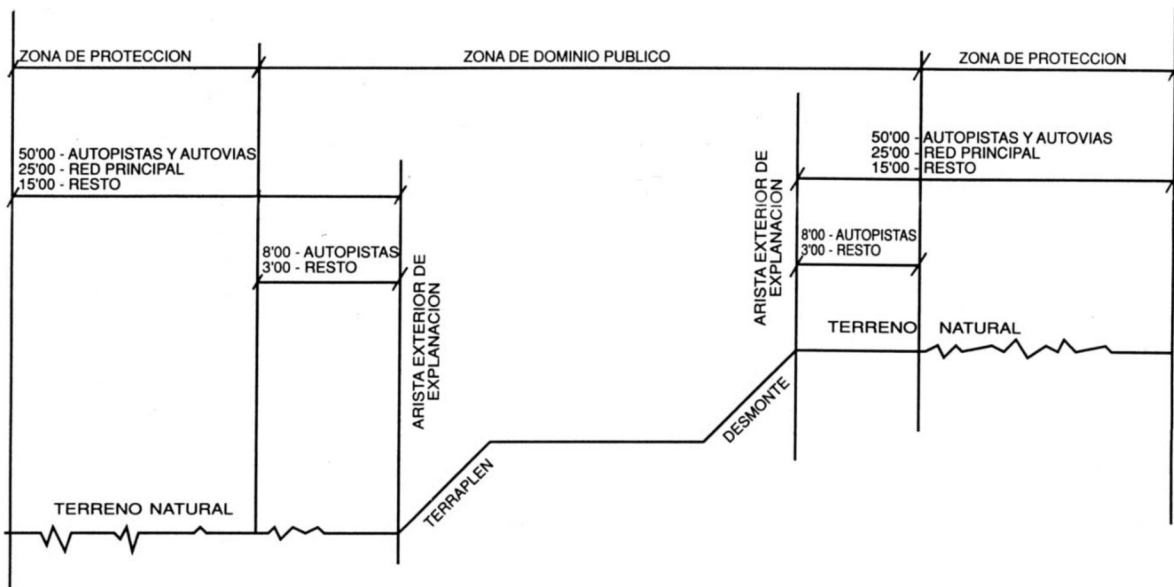 ZONA DE PROTECCION
ZONA DE DOMINIO PUBLICO
ZONA DE PROTECCION
50'00 - AUTOPISTAS Y AUTOVIAS
25'00 - RED PRINCIPAL
15'00 - RESTO
50'00 - AUTOPISTAS Y AUTOVIAS
25'00 - RED PRINCIPAL
15'00 - RESTO
8'00 - AUTOPISTAS
3'00 - RESTO
ARISTA EXTERIOR DE
EXPLANACION
ARISTA EXTERIOR DE
EXPLANACION
8'00 - AUTOPISTAS
3'00 - RESTO
TERRENO NATURAL
DESMONTE
TERRAPLEN
TERRENO NATURAL